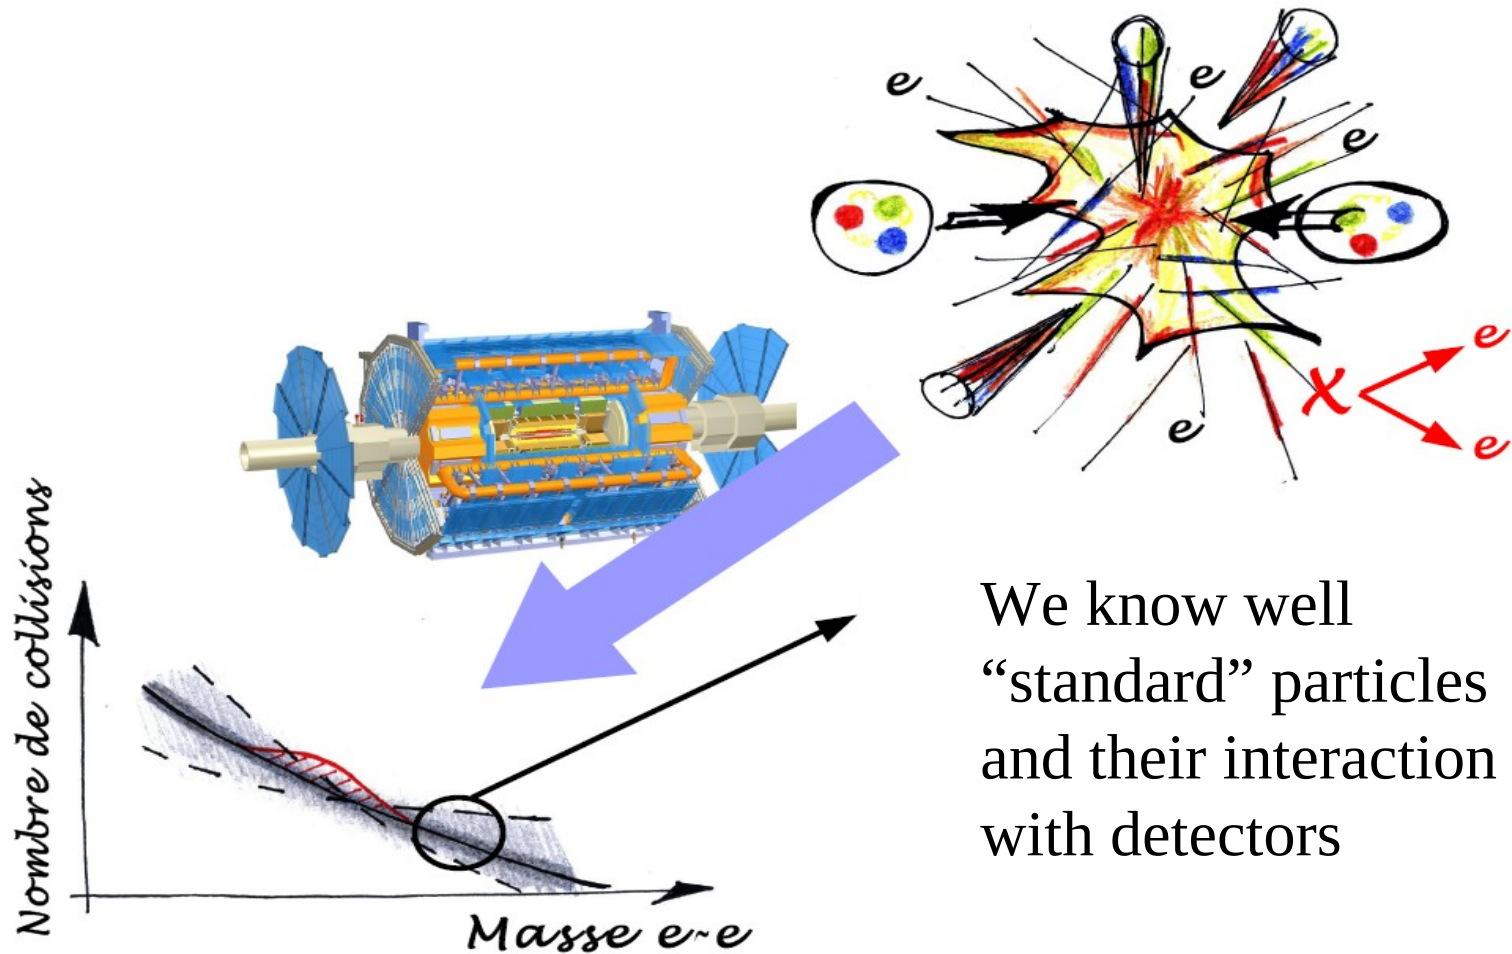 e
e
e
e
X
e
e
We know well
“standard” particles
and their interaction
with detectors
Nombre de collisions
Masse e-e